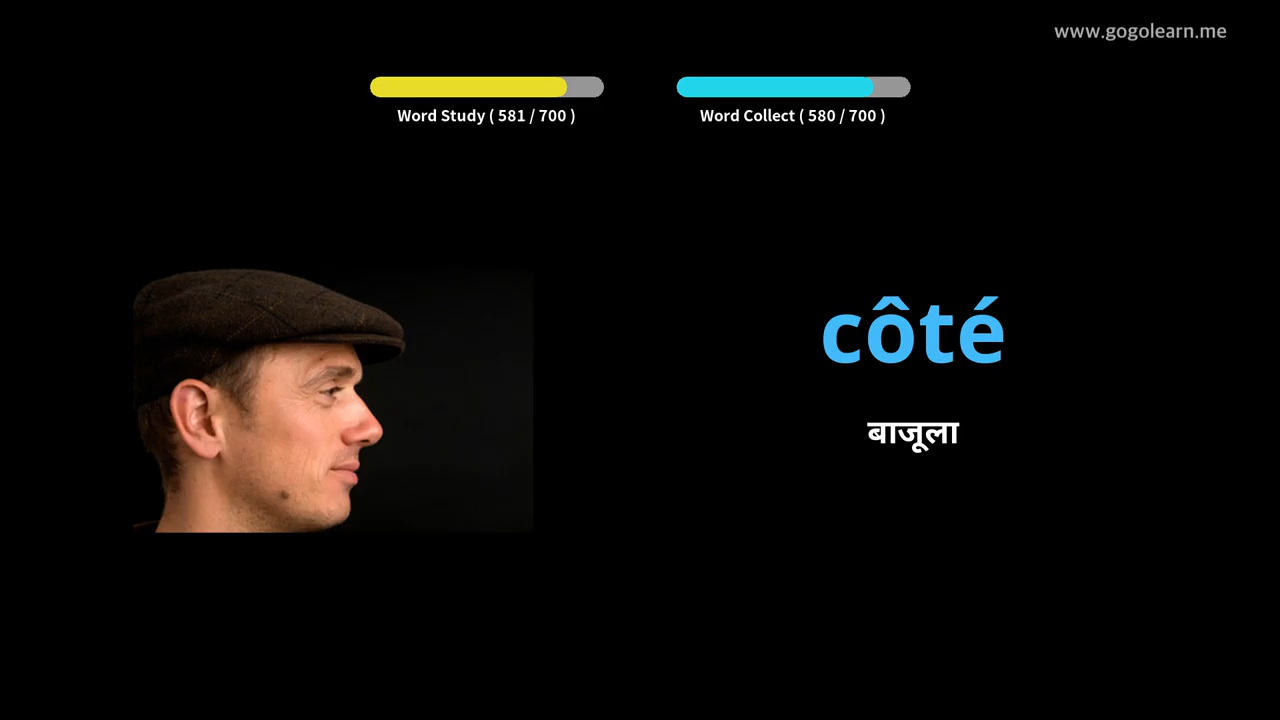 www.gogolearn.me
Word Study ( 581 / 700 )
Word Collect ( 580 / 700 )
côté
बाजूला